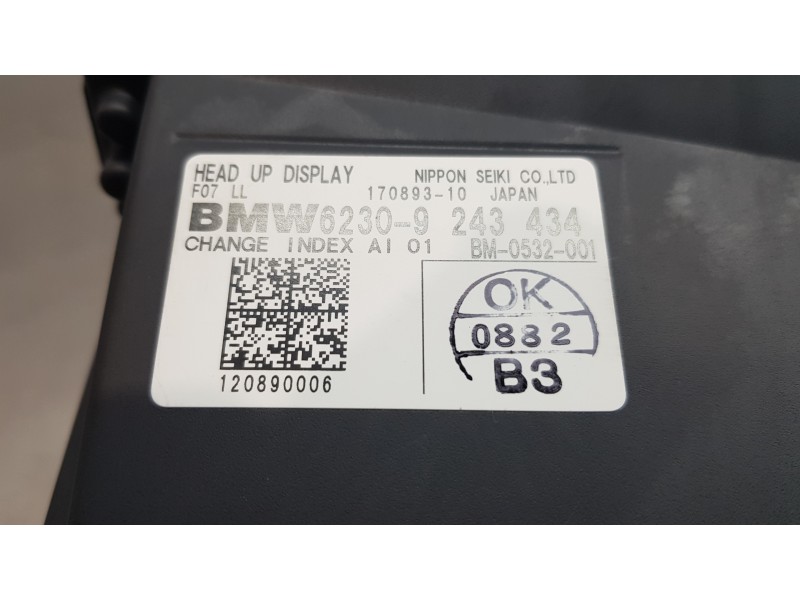 HEAD UP DISPLAY NIPPON SEIKI CO.,LTD
F07 LL 170893-10 JAPAN
BMW6230-9 243 434
CHANGE INDEX AI 01 BM-0532-001
OK
0882
B3
120890006